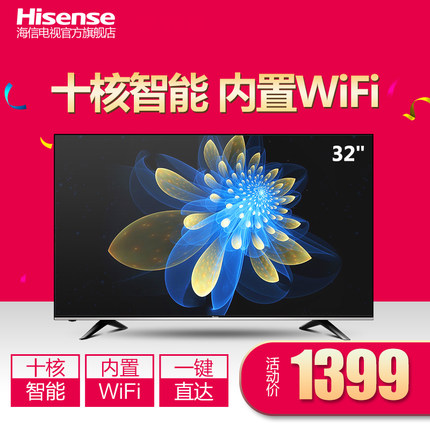 Hisense
海信电视官方旗舰店
十核智能 内置WiFi
32"
十核
智能
内置
WiFi
一键
直达
活动价
1399